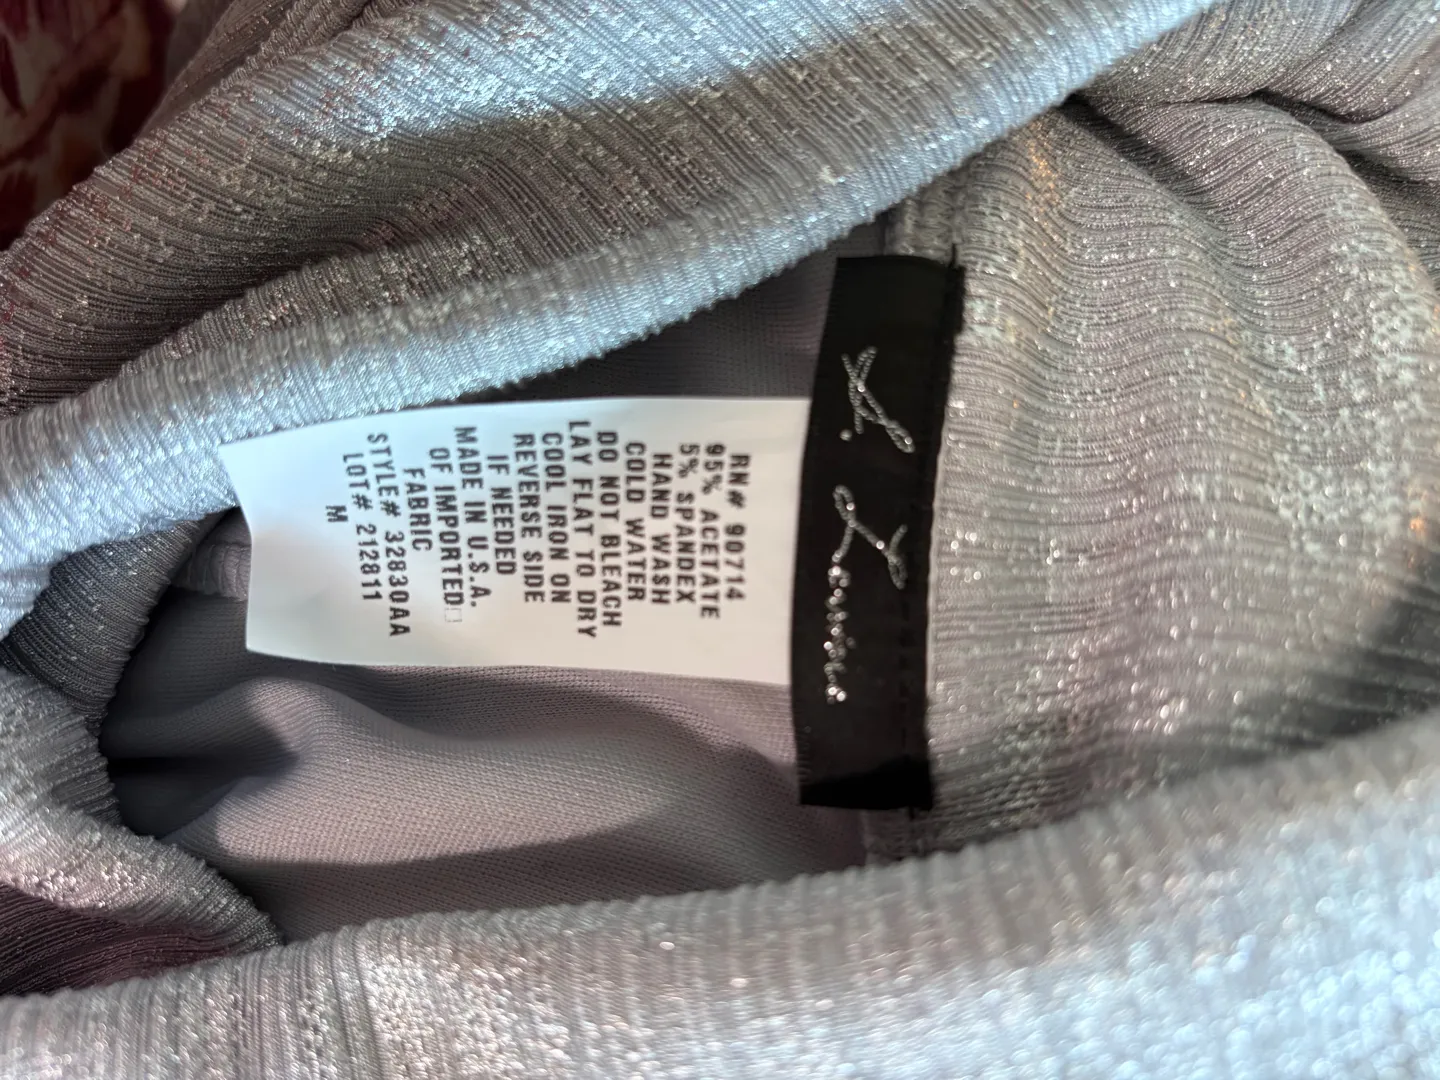 RN# 90714
95% ACETATE
5% SPANDEX
HAND WASH
COLD WATER
DO NOT BLEACH
LAY FLAT TO DRY
COOL IRON ON
REVERSE SIDE
IF NEEDED
MADE IN U.S.A.
OF IMPORTED
FABRIC
STYLE# 32830AA
LOT# 212811
M